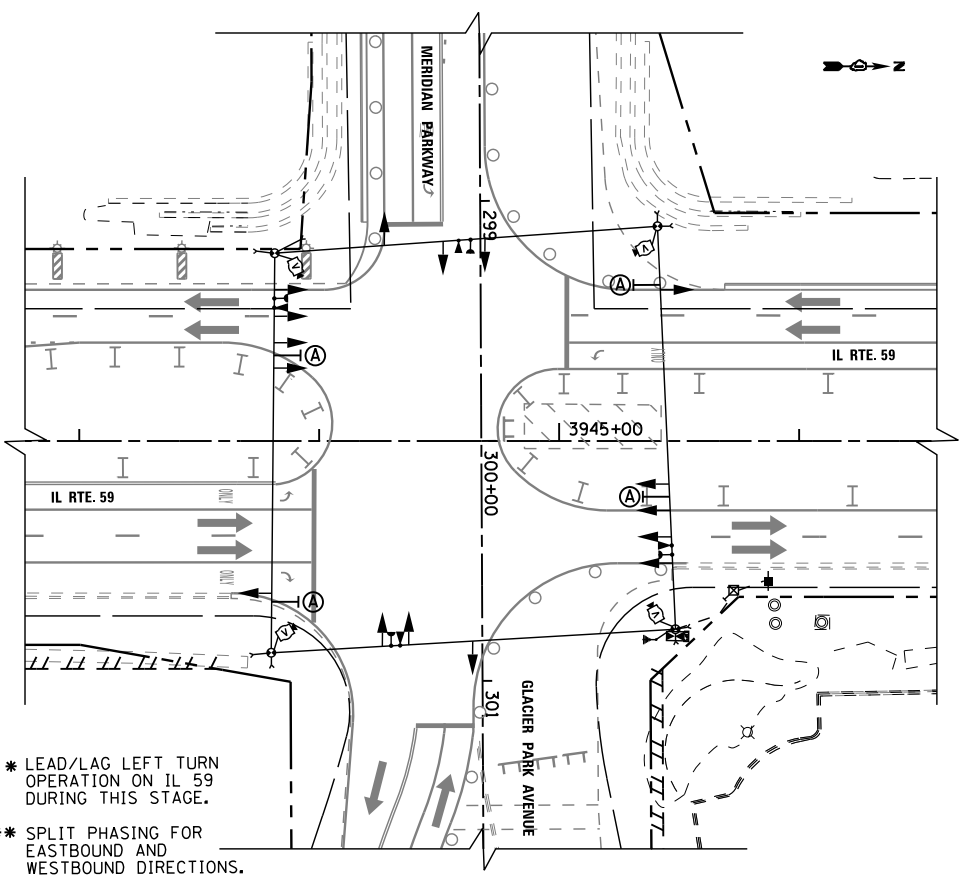 MERIDIAN PARKWAY
N
299
A
A
IL RTE. 59
ONLY
3945+00
300+00
IL RTE. 59
ONLY
A
ONLY
A
301
GLACIER PARK AVENUE
* LEAD/LAG LEFT TURN
OPERATION ON IL 59
DURING THIS STAGE.
** SPLIT PHASING FOR
EASTBOUND AND
WESTBOUND DIRECTIONS.